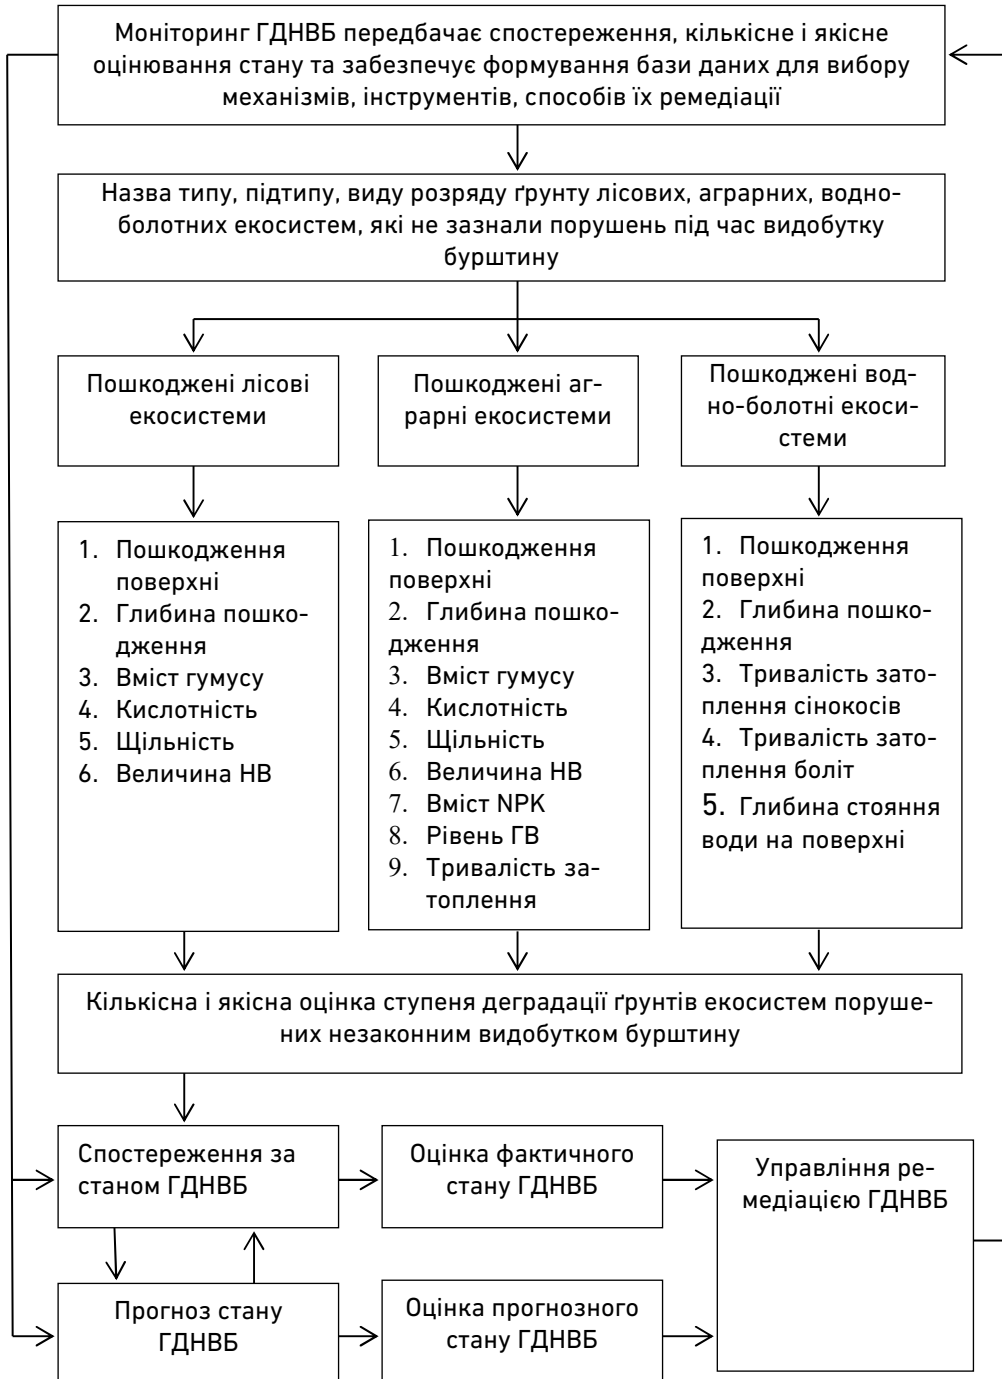 Моніторинг ГДНВБ передбачає спостереження, кількісне і якісне
оцінювання стану та забезпечує формування бази даних для вибору
механізмів, інструментів, способів їх ремедіації
Назва типу, підтипу, виду розряду ґрунту лісових, аграрних, водно-
болотних екосистем, які не зазнали порушень під час видобутку
бурштину
Пошкоджені лісові
екосистеми
Пошкоджені аг-
рарні екосистеми
Пошкоджені вод-
но-болотні екоси-
стеми
1. Пошкодження
поверхні
2. Глибина пошко-
дження
3. Вміст гумусу
4. Кислотність
5. Щільність
6. Величина НВ
1. Пошкодження
поверхні
2. Глибина пошко-
дження
3. Вміст гумусу
4. Кислотність
5. Щільність
6. Величина НВ
7. Вміст NPK
8. Рівень ГВ
9. Тривалість за-
топлення
1. Пошкодження
поверхні
2. Глибина пошко-
дження
3. Тривалість зато-
плення сінокосів
4. Тривалість зато-
плення боліт
5. Глибина стояння
води на поверхні
Кількісна і якісна оцінка ступеня деградації ґрунтів екосистем поруше-
них незаконним видобутком бурштину
Спостереження за
станом ГДНВБ
Оцінка фактичного
стану ГДНВБ
Управління ре-
медіацією ГДНВБ
Прогноз стану
ГДНВБ
Оцінка прогнозного
стану ГДНВБ